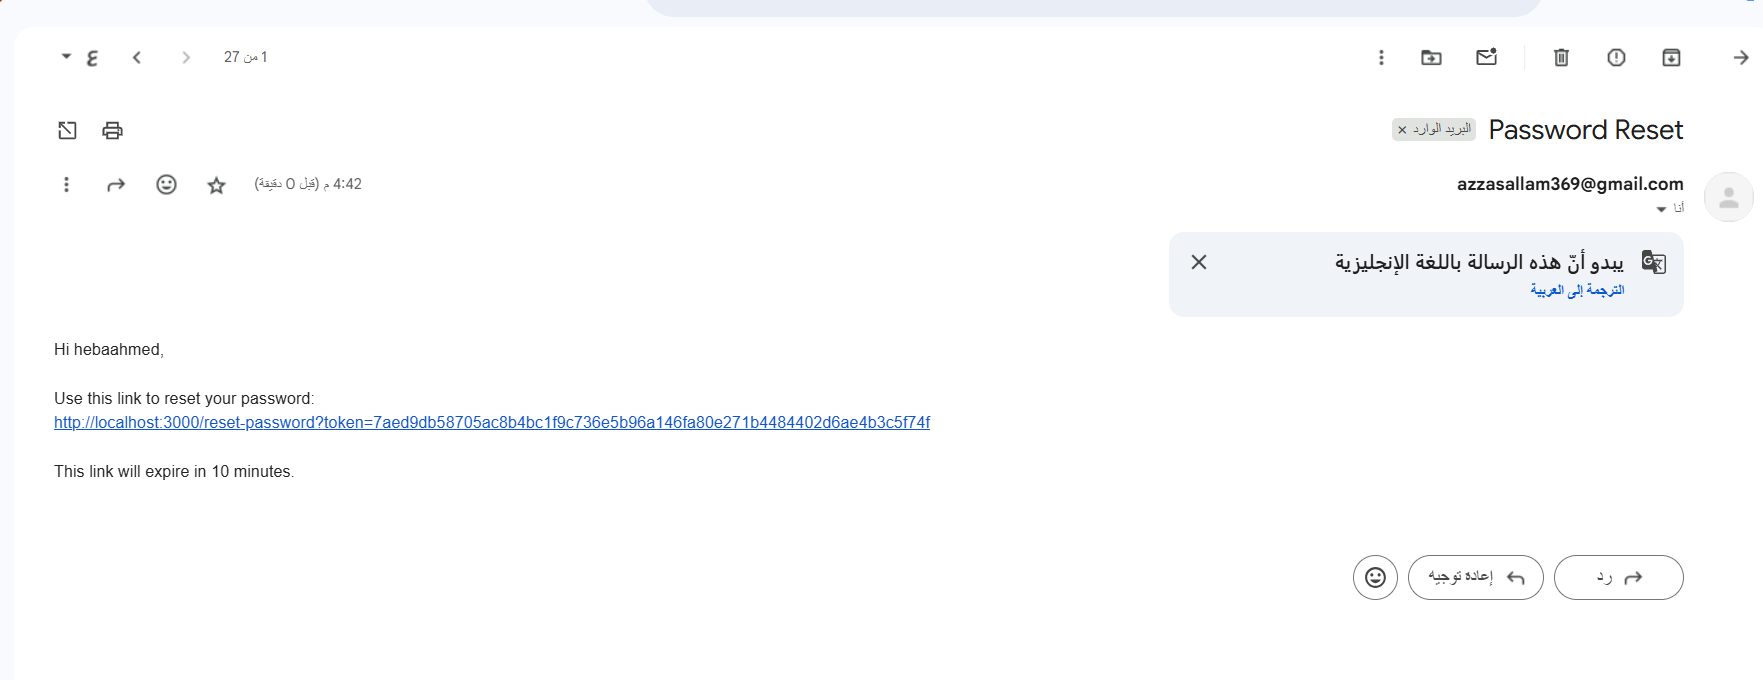 ع
1 من 27
Password Reset
البريد الوارد ×
azzasallam369@gmail.com
4:42 م (قبل 0 دقيقة)
أنا
يبدو أنّ هذه الرسالة باللغة الإنجليزية
الترجمة إلى العربية
Hi hebaahmed,
Use this link to reset your password:
http://localhost:3000/reset-password?token=7aed9db58705ac8b4bc1f9c736e5b96a146fa80e271b4484402d6ae4b3c5f74f
This link will expire in 10 minutes.
رد
إعادة توجيه